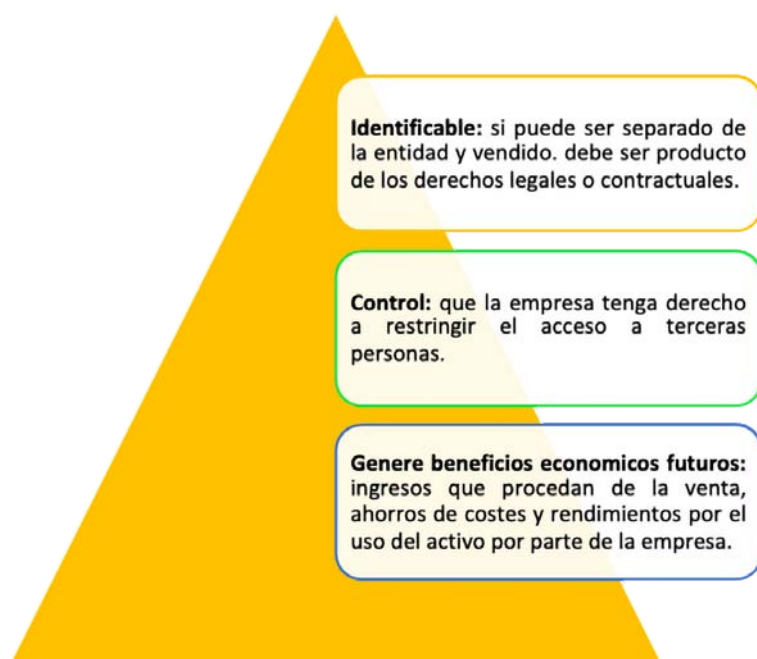 Identificable: si puede ser separado de
la entidad y vendido. debe ser producto
de los derechos legales o contractuales.
Control: que la empresa tenga derecho
a restringir el acceso a terceras
personas.
Genere beneficios economicos futuros:
ingresos que procedan de la venta,
ahorros de costes y rendimientos por el
uso del activo por parte de la empresa.